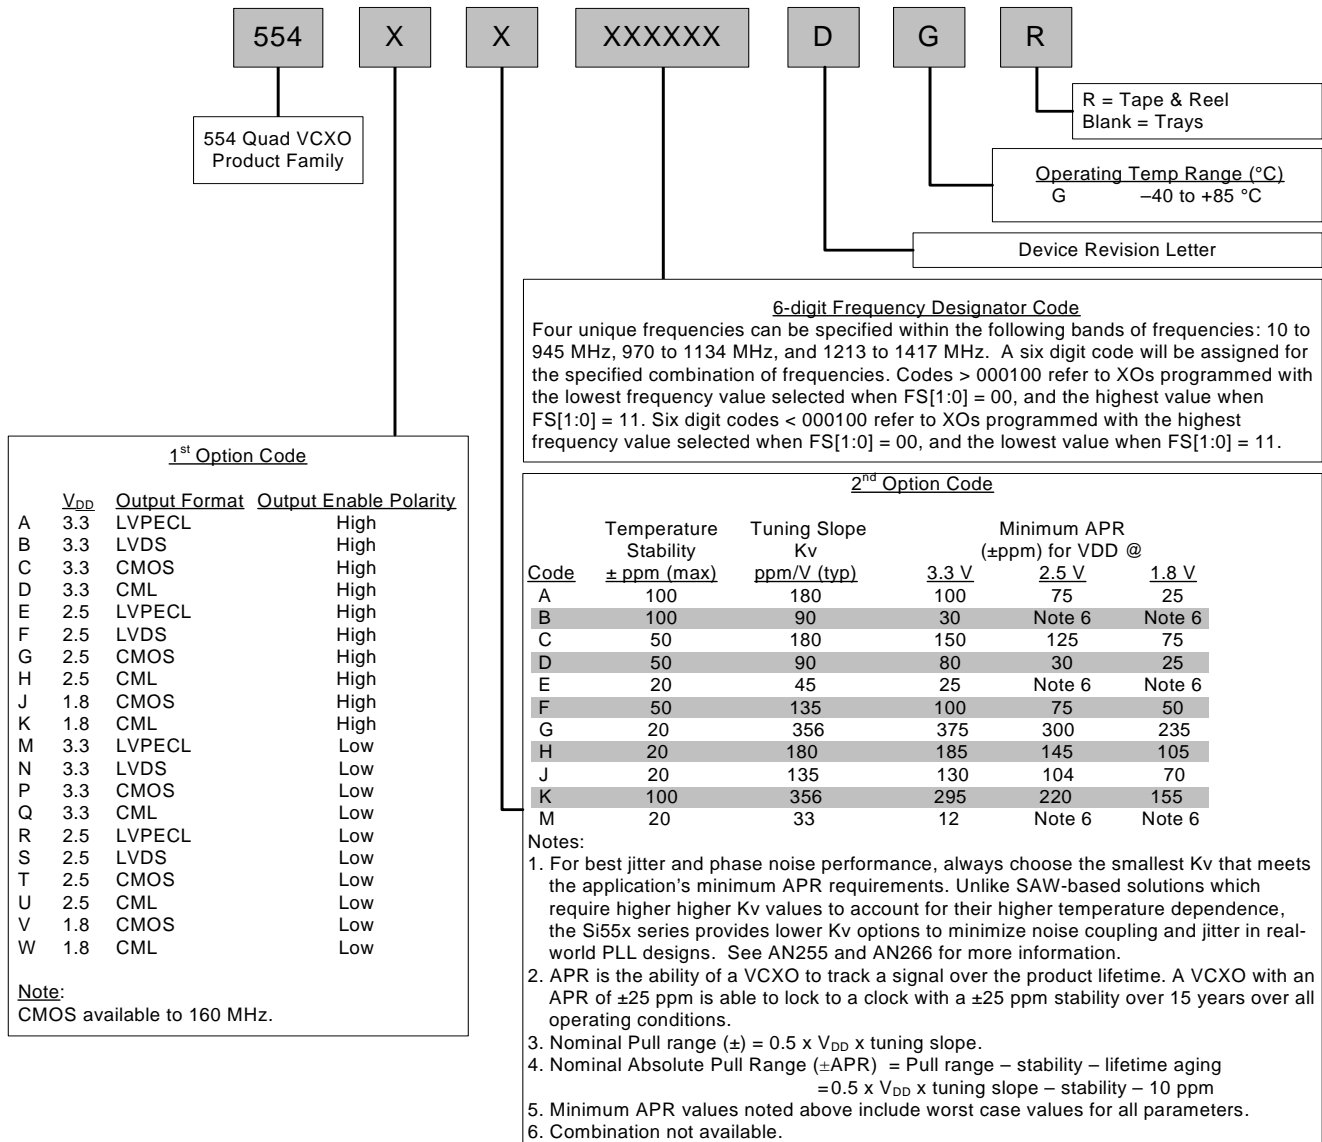 554 X X XXXXXX D G R
R = Tape & Reel
Blank = Trays
554 Quad VCXO
Product Family
Operating Temp Range (°C)
G –40 to +85 °C
Device Revision Letter
6-digit Frequency Designator Code
Four unique frequencies can be specified within the following bands of frequencies: 10 to
945 MHz, 970 to 1134 MHz, and 1213 to 1417 MHz. A six digit code will be assigned for
the specified combination of frequencies. Codes > 000100 refer to XOs programmed with
the lowest frequency value selected when FS[1:0] = 00, and the highest value when
FS[1:0] = 11. Six digit codes < 000100 refer to XOs programmed with the highest
frequency value selected when FS[1:0] = 00, and the lowest value when FS[1:0] = 11.
1st Option Code
VDD Output Format Output Enable Polarity
A 3.3 LVPECL High
B 3.3 LVDS High
C 3.3 CMOS High
D 3.3 CML High
E 2.5 LVPECL High
F 2.5 LVDS High
G 2.5 CMOS High
H 2.5 CML High
J 1.8 CMOS High
K 1.8 CML High
M 3.3 LVPECL Low
N 3.3 LVDS Low
P 3.3 CMOS Low
Q 3.3 CML Low
R 2.5 LVPECL Low
S 2.5 LVDS Low
T 2.5 CMOS Low
U 2.5 CML Low
V 1.8 CMOS Low
W 1.8 CML Low
Note:
CMOS available to 160 MHz.
2nd Option Code
Temperature Tuning Slope Minimum APR
Stability Kv (±ppm) for VDD @
Code ± ppm (max) ppm/V (typ) 3.3 V 2.5 V 1.8 V
A 100 180 100 75 25
B 100 90 30 Note 6 Note 6
C 50 180 150 125 75
D 50 90 80 30 25
E 20 45 25 Note 6 Note 6
F 50 135 100 75 50
G 20 356 375 300 235
H 20 180 185 145 105
J 20 135 130 104 70
K 100 356 295 220 155
M 20 33 12 Note 6 Note 6
Notes:
1. For best jitter and phase noise performance, always choose the smallest Kv that meets
the application’s minimum APR requirements. Unlike SAW-based solutions which
require higher higher Kv values to account for their higher temperature dependence,
the Si55x series provides lower Kv options to minimize noise coupling and jitter in real-
world PLL designs. See AN255 and AN266 for more information.
2. APR is the ability of a VCXO to track a signal over the product lifetime. A VCXO with an
APR of ±25 ppm is able to lock to a clock with a ±25 ppm stability over 15 years over all
operating conditions.
3. Nominal Pull range (±) = 0.5 x VDD x tuning slope.
4. Nominal Absolute Pull Range (±APR) = Pull range – stability – lifetime aging
= 0.5 x VDD x tuning slope – stability – 10 ppm
5. Minimum APR values noted above include worst case values for all parameters.
6. Combination not available.